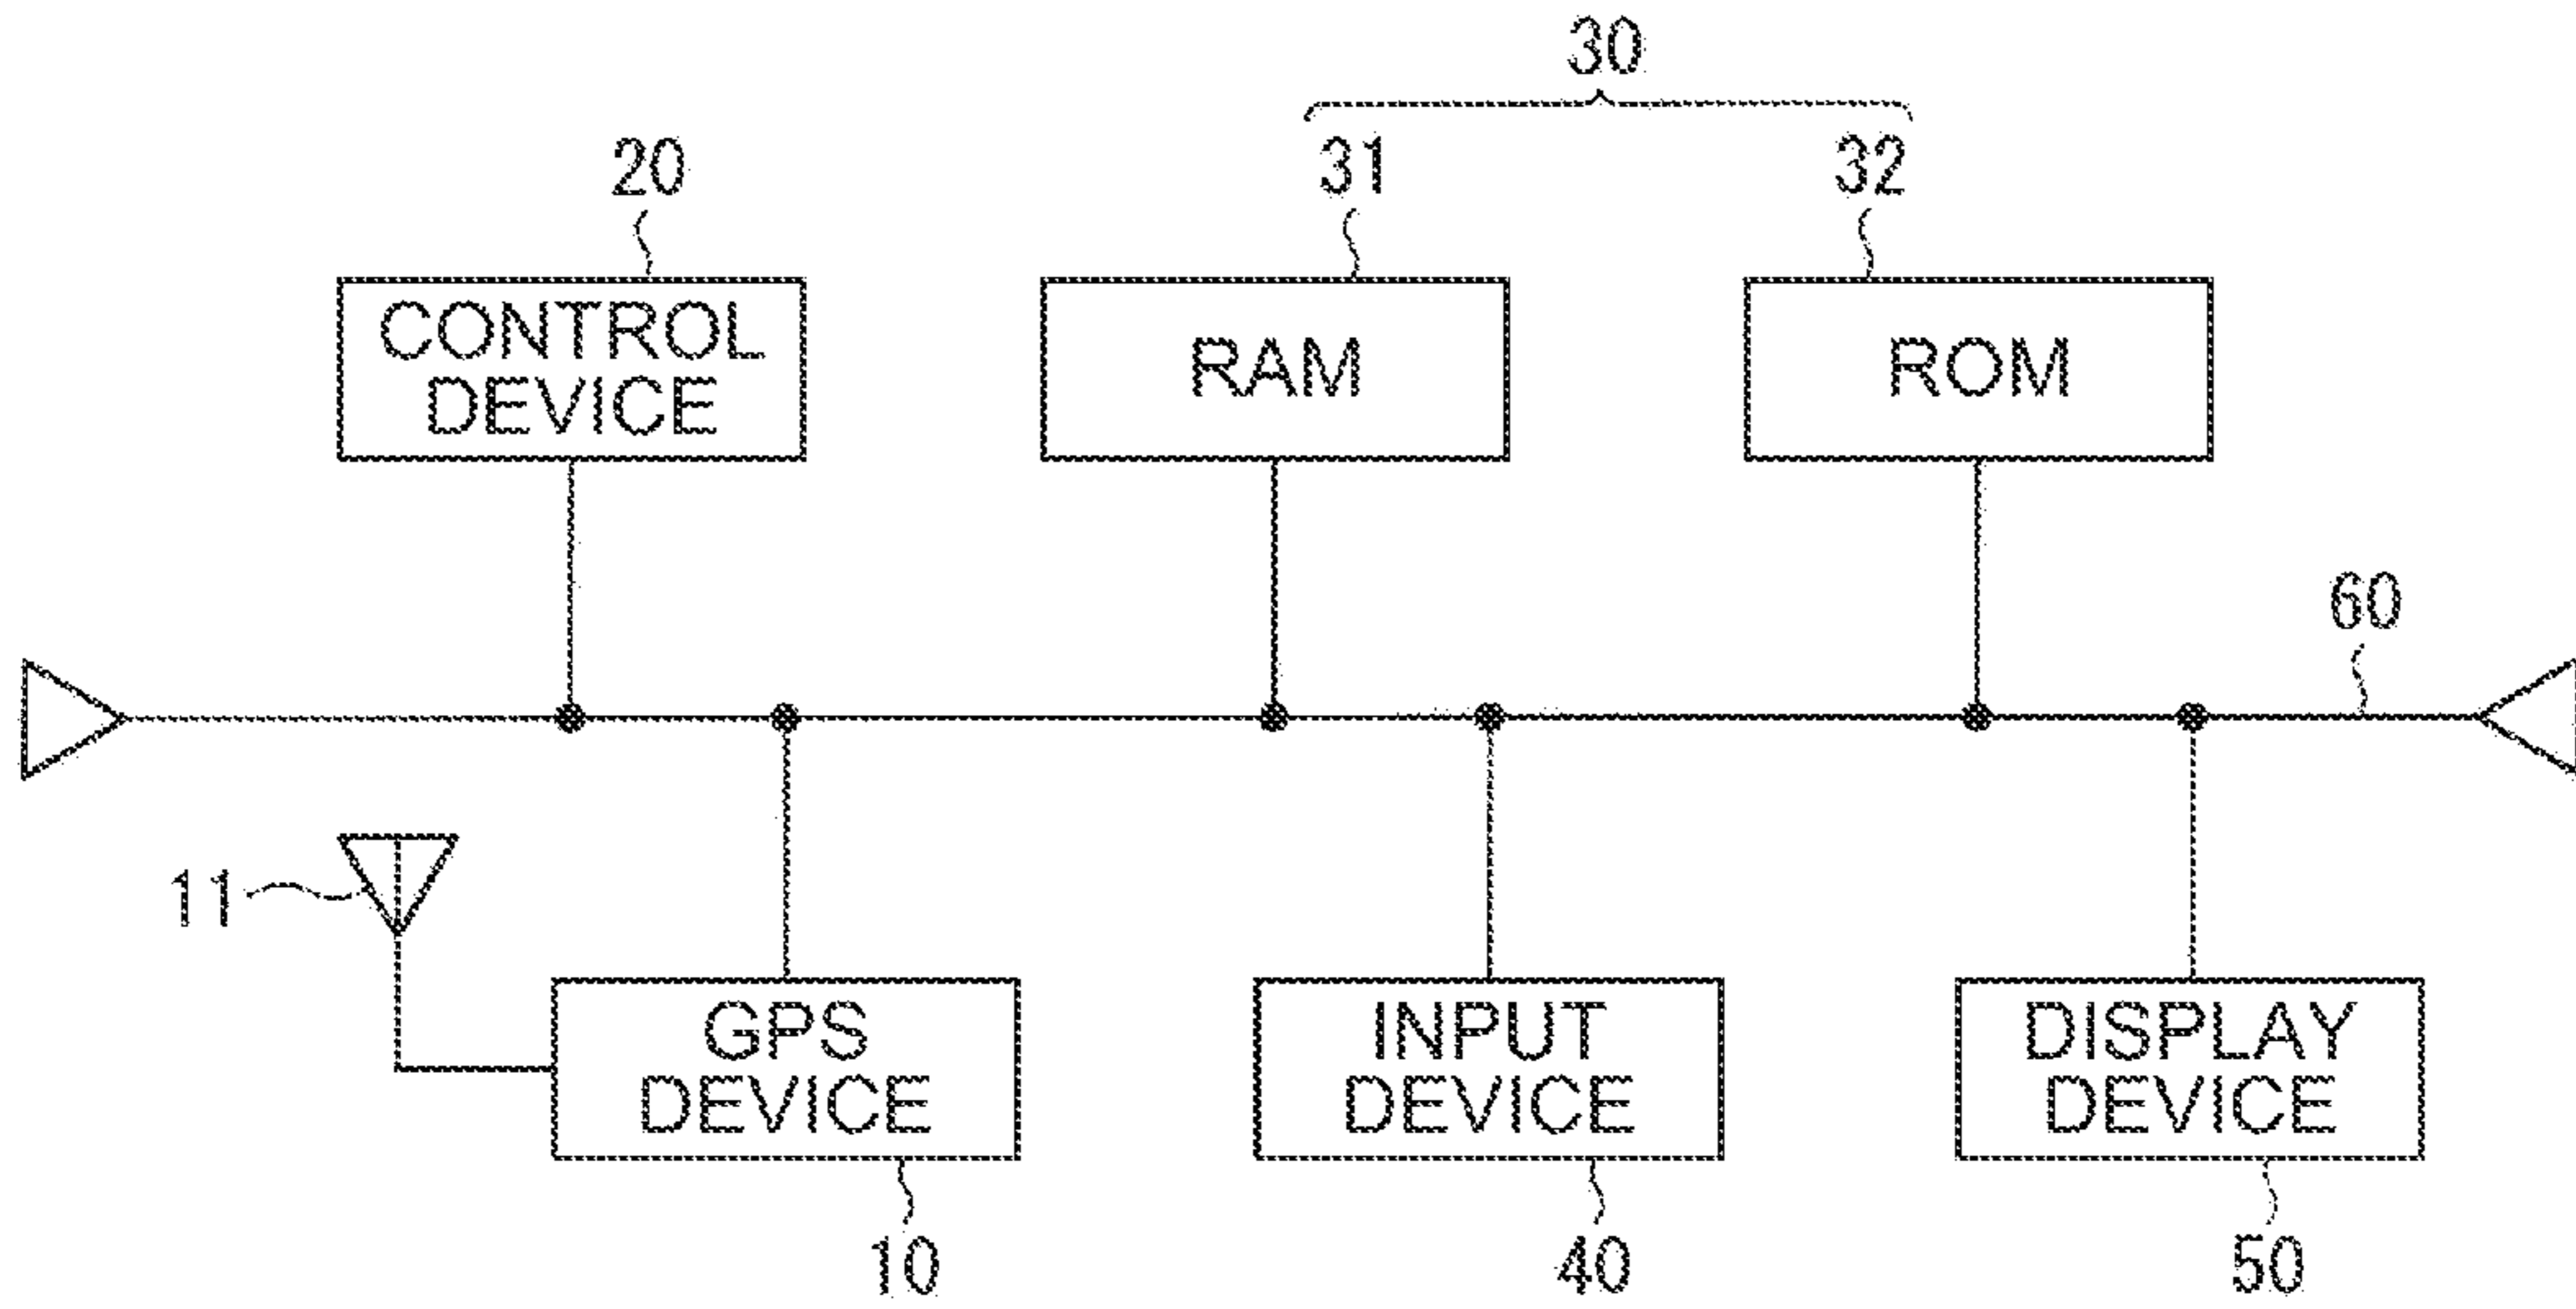 30
20
31
32
CONTROL
DEVICE
RAM
ROM
60
11
GPS
DEVICE
INPUT
DEVICE
DISPLAY
DEVICE
10
40
50